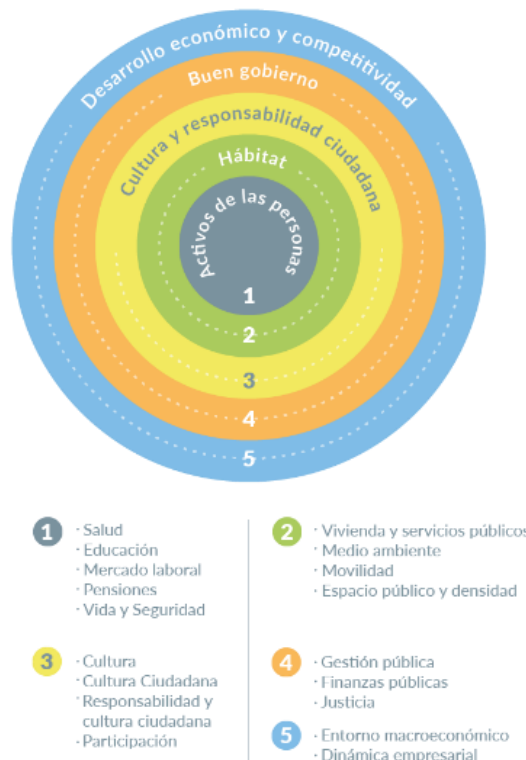 Desarrollo económico y competitividad
Buen gobierno
Cultura y responsabilidad ciudadana
Hábitat
Activos de las personas
1
2
3
4
5
1
· Salud
· Educación
· Mercado laboral
· Pensiones
· Vida y Seguridad
2
· Vivienda y servicios públicos
· Medio ambiente
· Movilidad
· Espacio público y densidad
3
· Cultura
· Cultura Ciudadana
· Responsabilidad y
cultura ciudadana
· Participación
4
· Gestión pública
· Finanzas públicas
· Justicia
5
· Entorno macroeconómico
· Dinámica empresarial